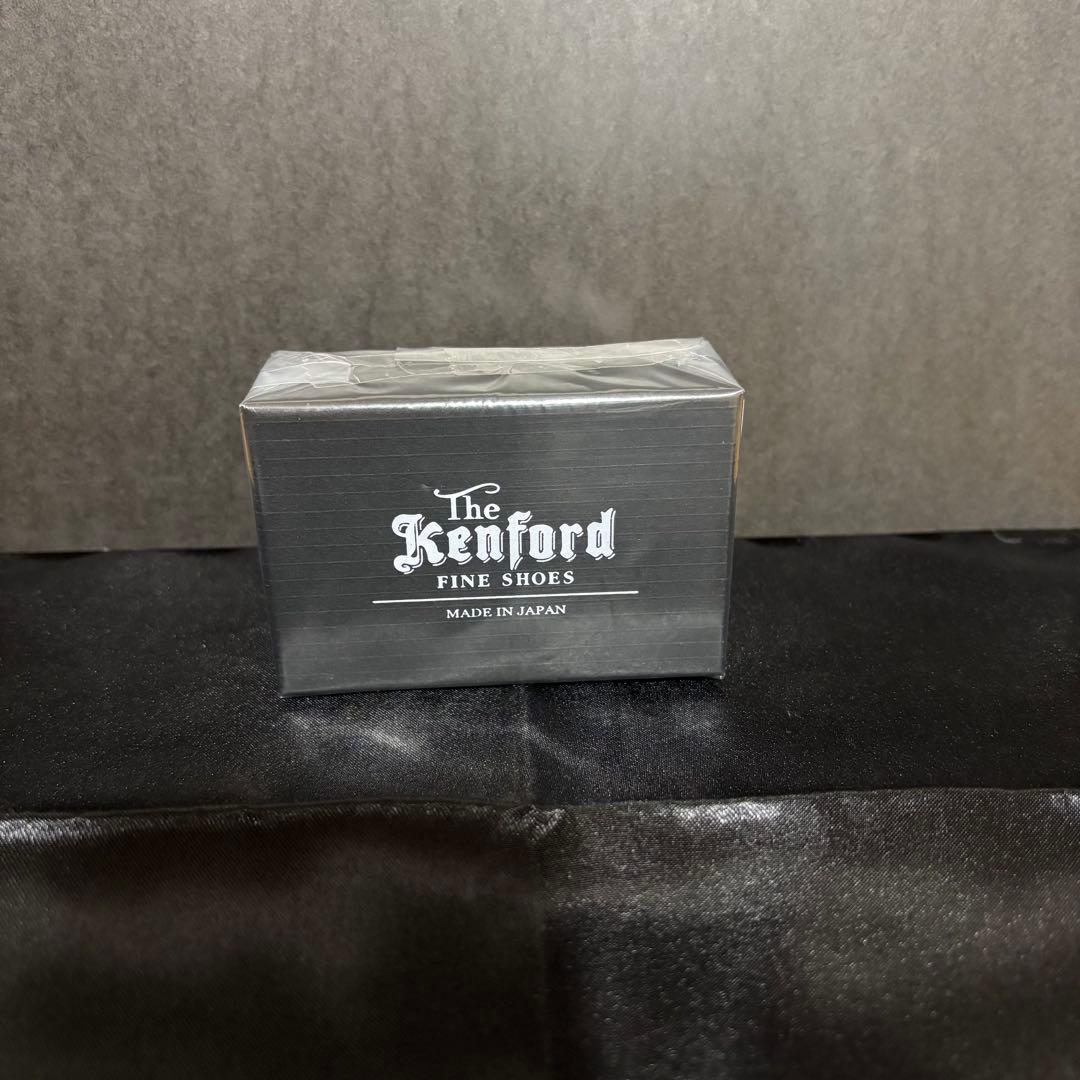 The
Kenford
FINE SHOES
MADE IN JAPAN